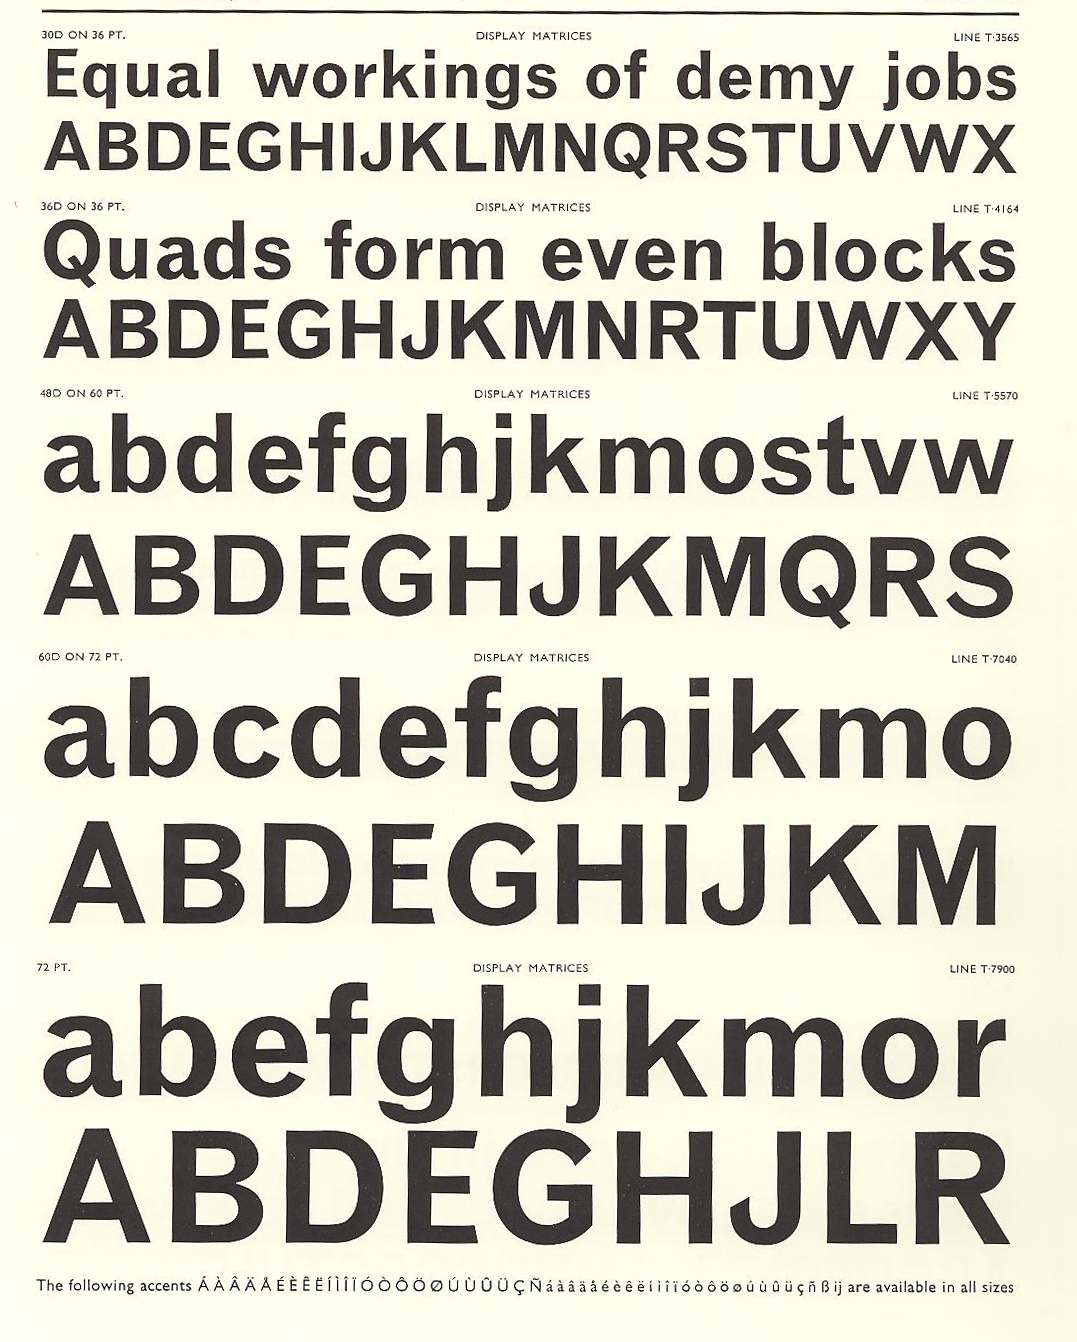 30D ON 36 PT. DISPLAY MATRICES LINE T·3565
Equal workings of demy jobs
ABDEGHIJKLMNQRSTUVWX
36D ON 36 PT. DISPLAY MATRICES LINE T·4164
Quads form even blocks
ABDEGHJKMNRTUWXY
48D ON 60 PT. DISPLAY MATRICES LINE T·5570
abdefghjkmostvw
ABDEGHJKMQRS
60D ON 72 PT. DISPLAY MATRICES LINE T·7040
abcdefghjkmo
ABDEGHIJKM
72 PT. DISPLAY MATRICES LINE T·7900
abefghjkmor
ABDEGHJLR
The following accents Á À Â Ä Å É È Ê Ë Í Ì Î Ï Ó Ò Ô Ö Ø Ú Ù Û Ü Ç Ñ á à â ä å é è ê ë í ì î ï ó ò ô ö ø ú ù û ü ç ñ ß ij are available in all sizes